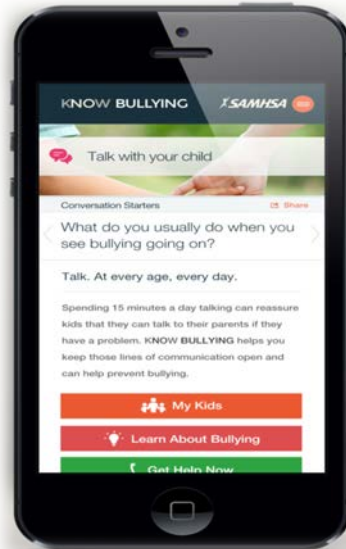 KNOW BULLYING SAMHSA
Talk with your child
Conversation Starters Share
What do you usually do when you
see bullying going on?
Talk. At every age, every day.
Spending 15 minutes a day talking can reassure
kids that they can talk to their parents if they
have a problem. KNOW BULLYING helps you
keep those lines of communication open and
can help prevent bullying.
My Kids
Learn About Bullying
Get Help Now